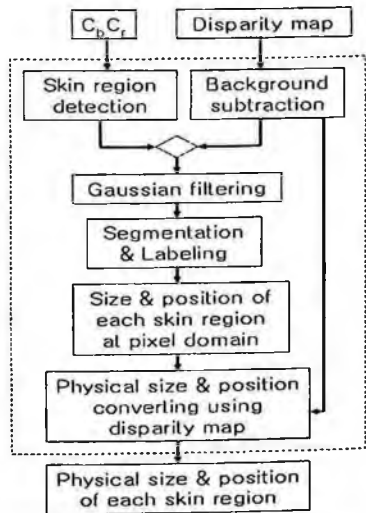 CbCr
Disparity map
Skin region
detection
Background
subtraction
Gaussian filtering
Segmentation
& Labeling
Size & position of
each skin region
at pixel domain
Physical size & position
converting using
disparity map
Physical size & position
of each skin region